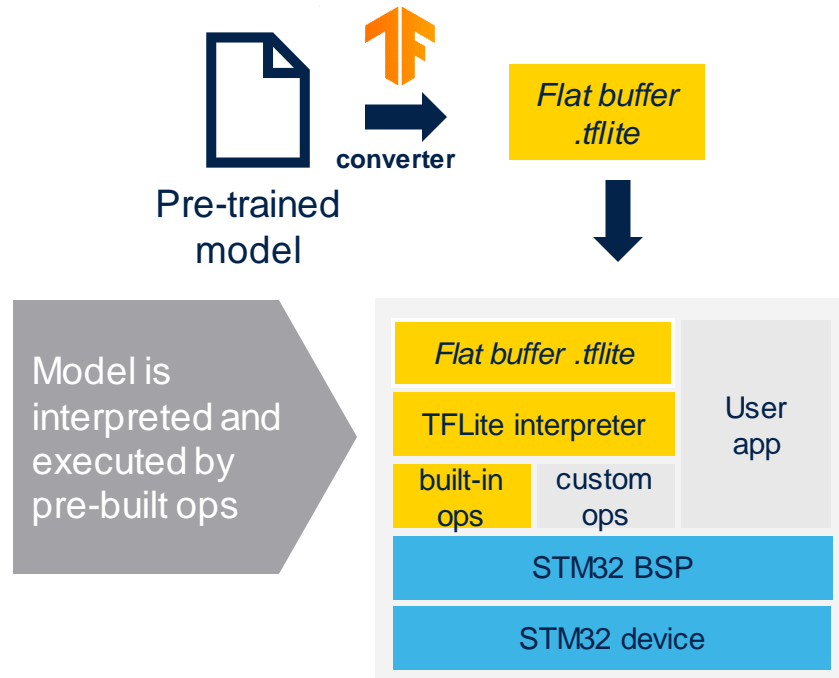 Flat buffer
.tflite
converter
Pre-trained
model
Model is
interpreted and
executed by
pre-built ops
Flat buffer .tflite
TFLite interpreter
built-in
ops
custom
ops
User
app
STM32 BSP
STM32 device